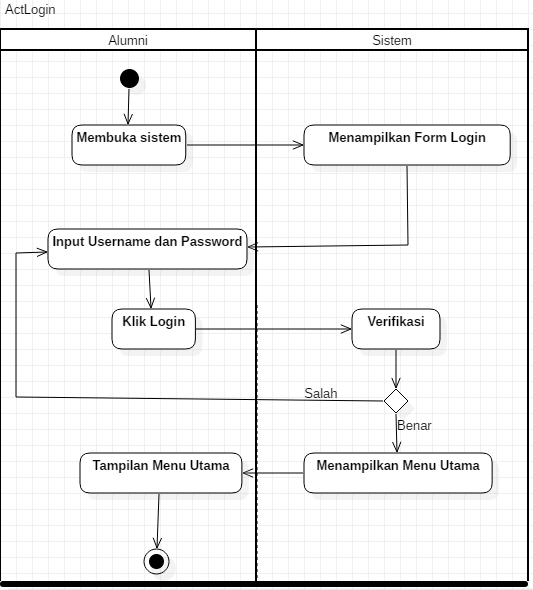 ActLogin
Alumni
Sistem
Membuka sistem
Menampilkan Form Login
Input Username dan Password
Klik Login
Verifikasi
Salah
Benar
Tampilan Menu Utama
Menampilkan Menu Utama